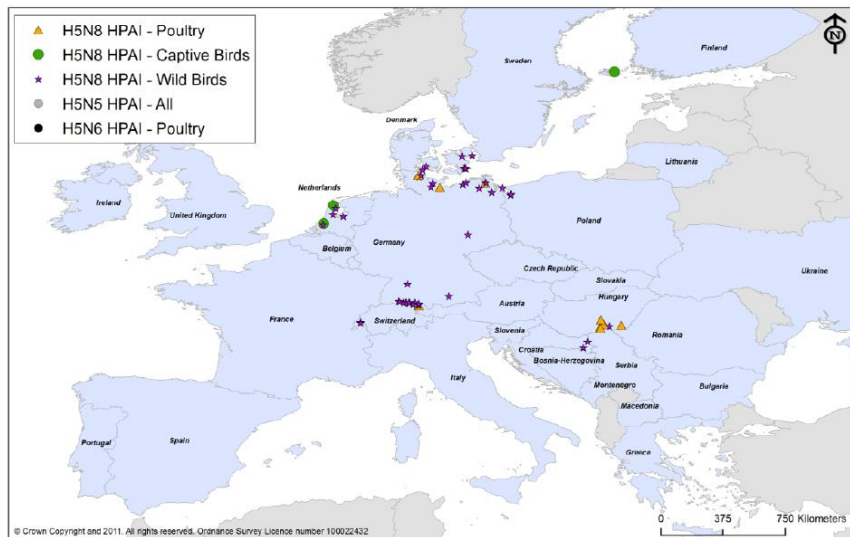 H5N8 HPAI - Poultry
H5N8 HPAI - Captive Birds
H5N8 HPAI - Wild Birds
H5N5 HPAI - All
H5N6 HPAI - Poultry
N
Finland
Sweden
Denmark
Lithuania
Ireland
United Kingdom
Netherlands
Belgium
Germany
Poland
Czech Republic
Slovakia
Ukraine
France
Switzerland
Austria
Hungary
Slovenia
Romania
Croatia
Bosnia-Herzegovina
Serbia
Italy
Montenegro
Bulgaria
Macedonia
Portugal
Spain
Greece
© Crown Copyright and 2011. All rights reserved. Ordnance Survey Licence number 100022432
0 375 750 Kilometers